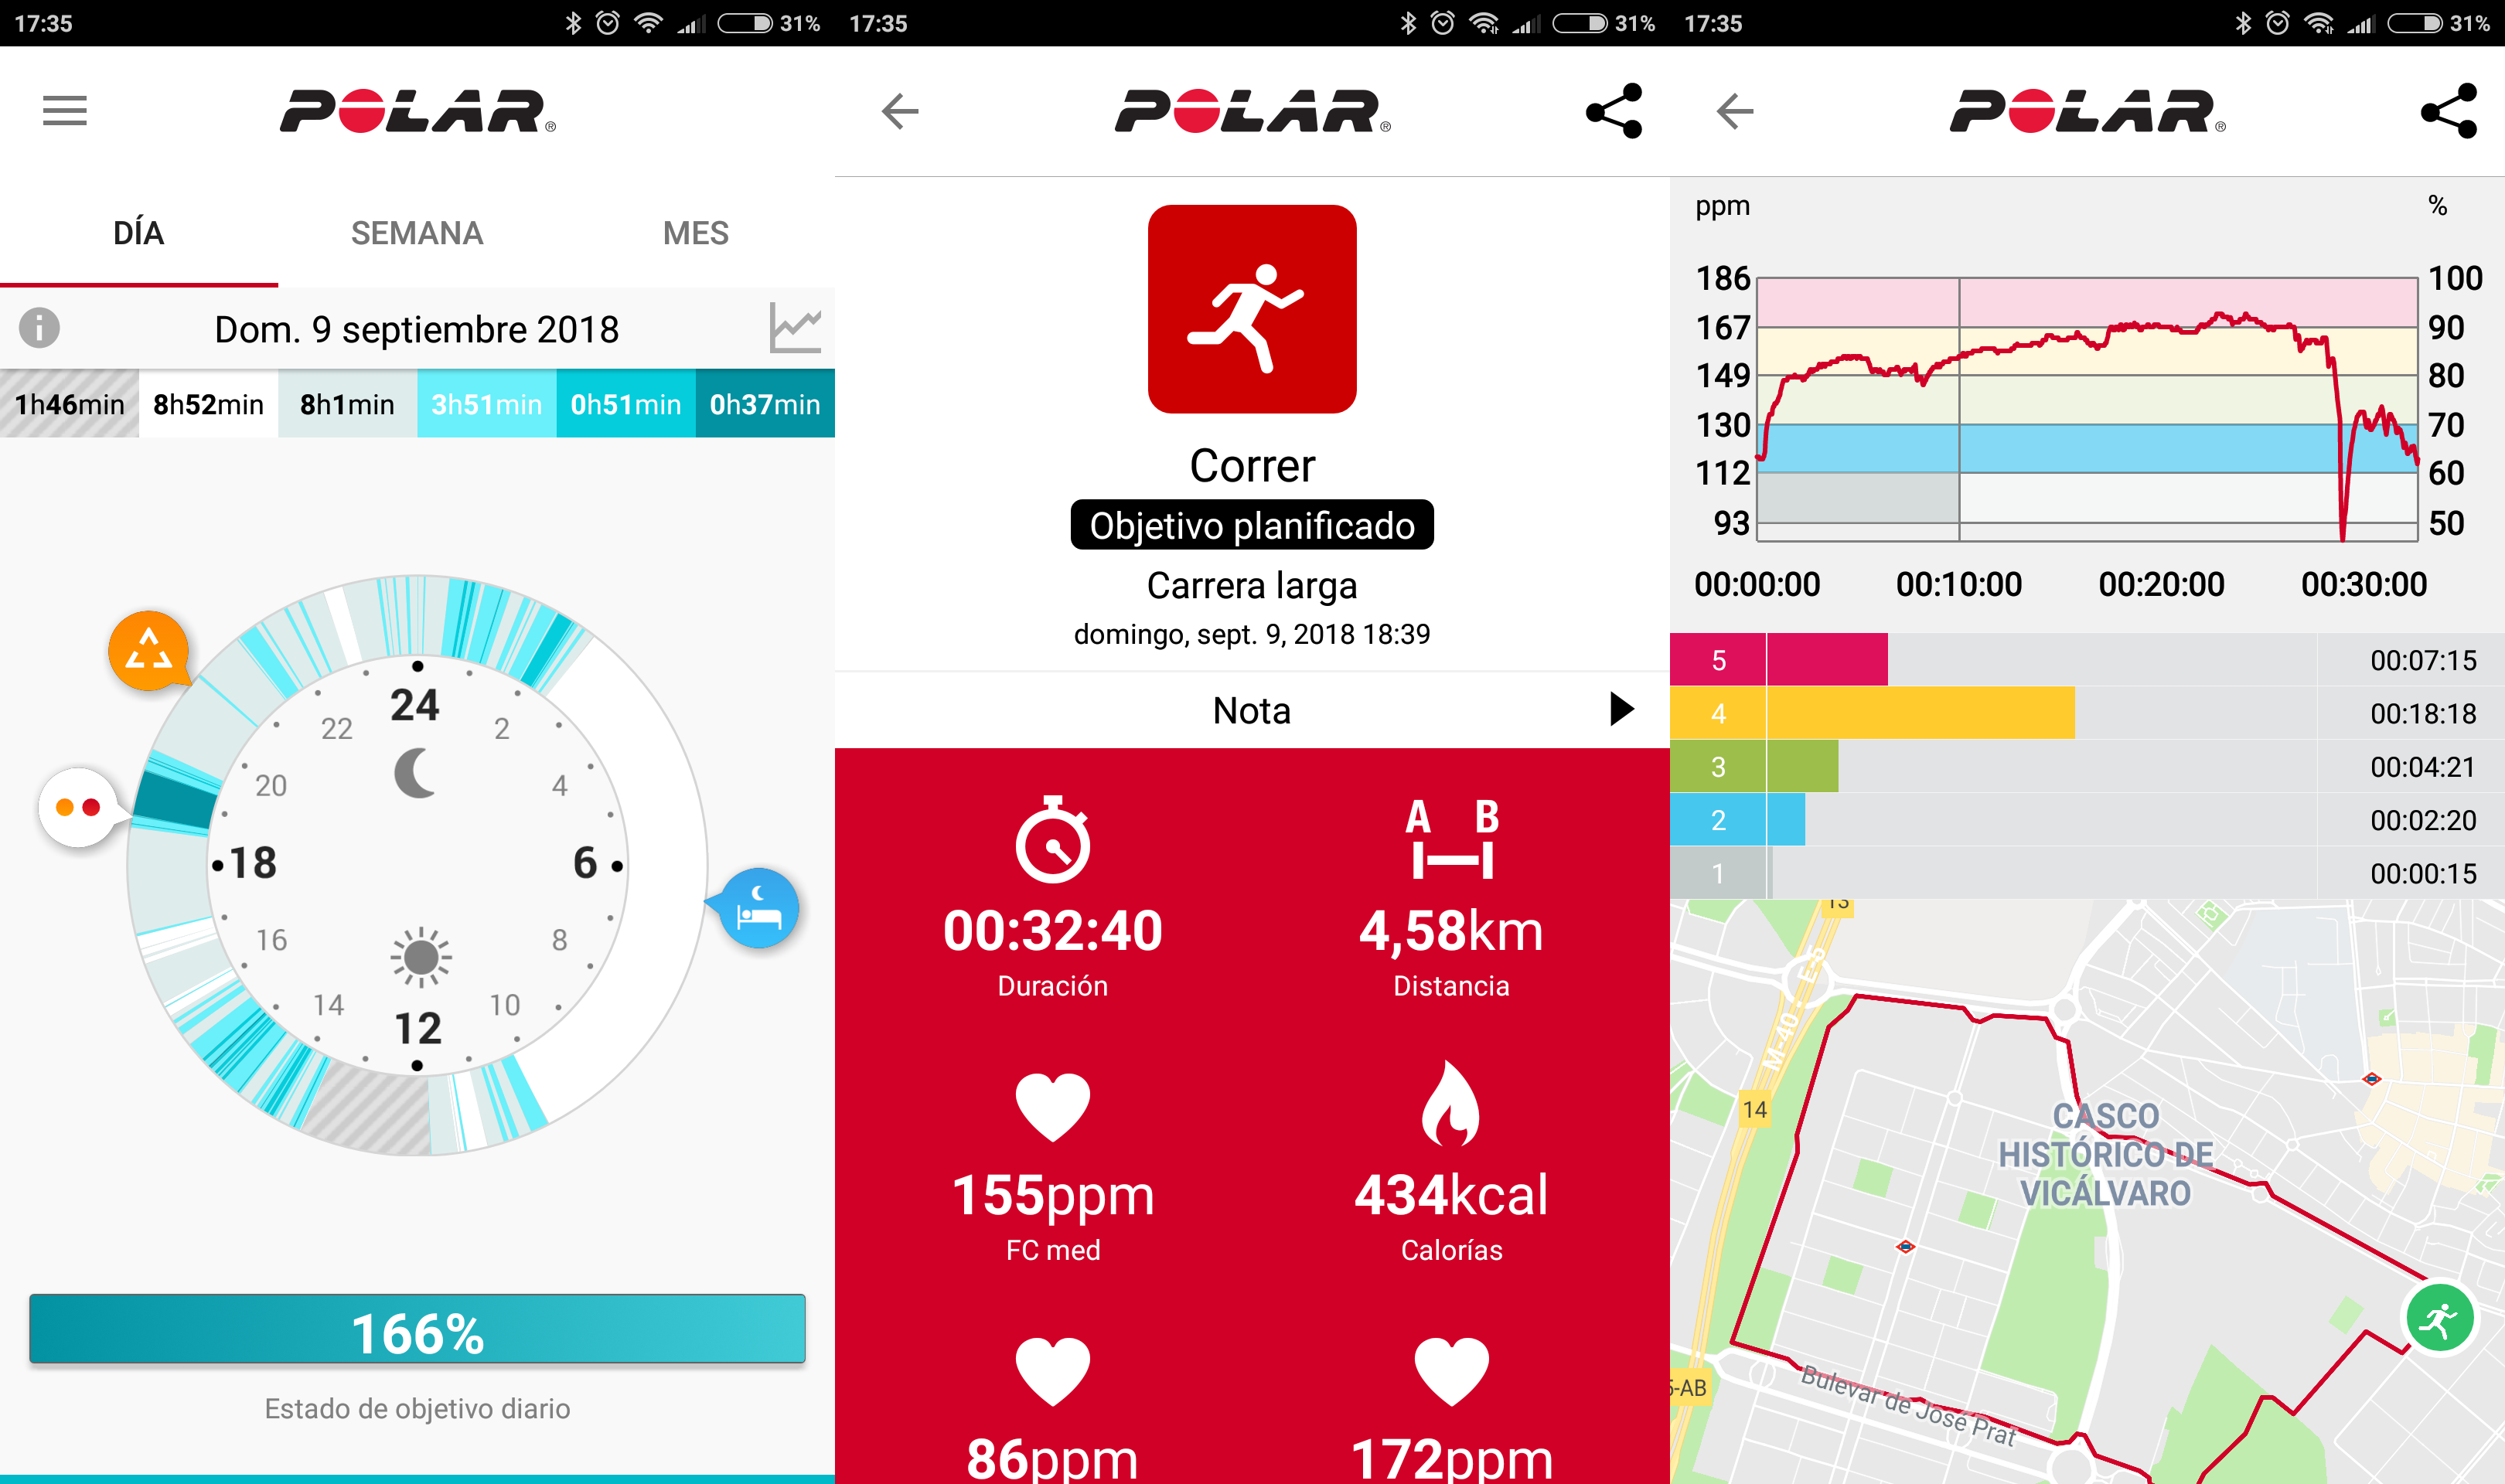 17:35
31%
POLAR®
DÍA
SEMANA
MES
Dom. 9 septiembre 2018
1h46min
8h52min
8h1min
3h51min
0h51min
0h37min
24
22
2
20
4
18
6
16
8
14
10
12
166%
Estado de objetivo diario
17:35
31%
POLAR®
Correr
Objetivo planificado
Carrera larga
domingo, sept. 9, 2018 18:39
Nota
A B
00:32:40
4,58km
Duración
Distancia
155ppm
434kcal
FC med
Calorías
86ppm
172ppm
17:35
31%
POLAR®
ppm
%
186
100
167
90
149
80
130
70
112
60
93
50
00:00:00
00:10:00
00:20:00
00:30:00
5
00:07:15
4
00:18:18
3
00:04:21
2
00:02:20
1
00:00:15
13
M-40
E-5
14
CASCO
HISTÓRICO DE
VICÁLVARO
5-AB
Bulevar de José Prat